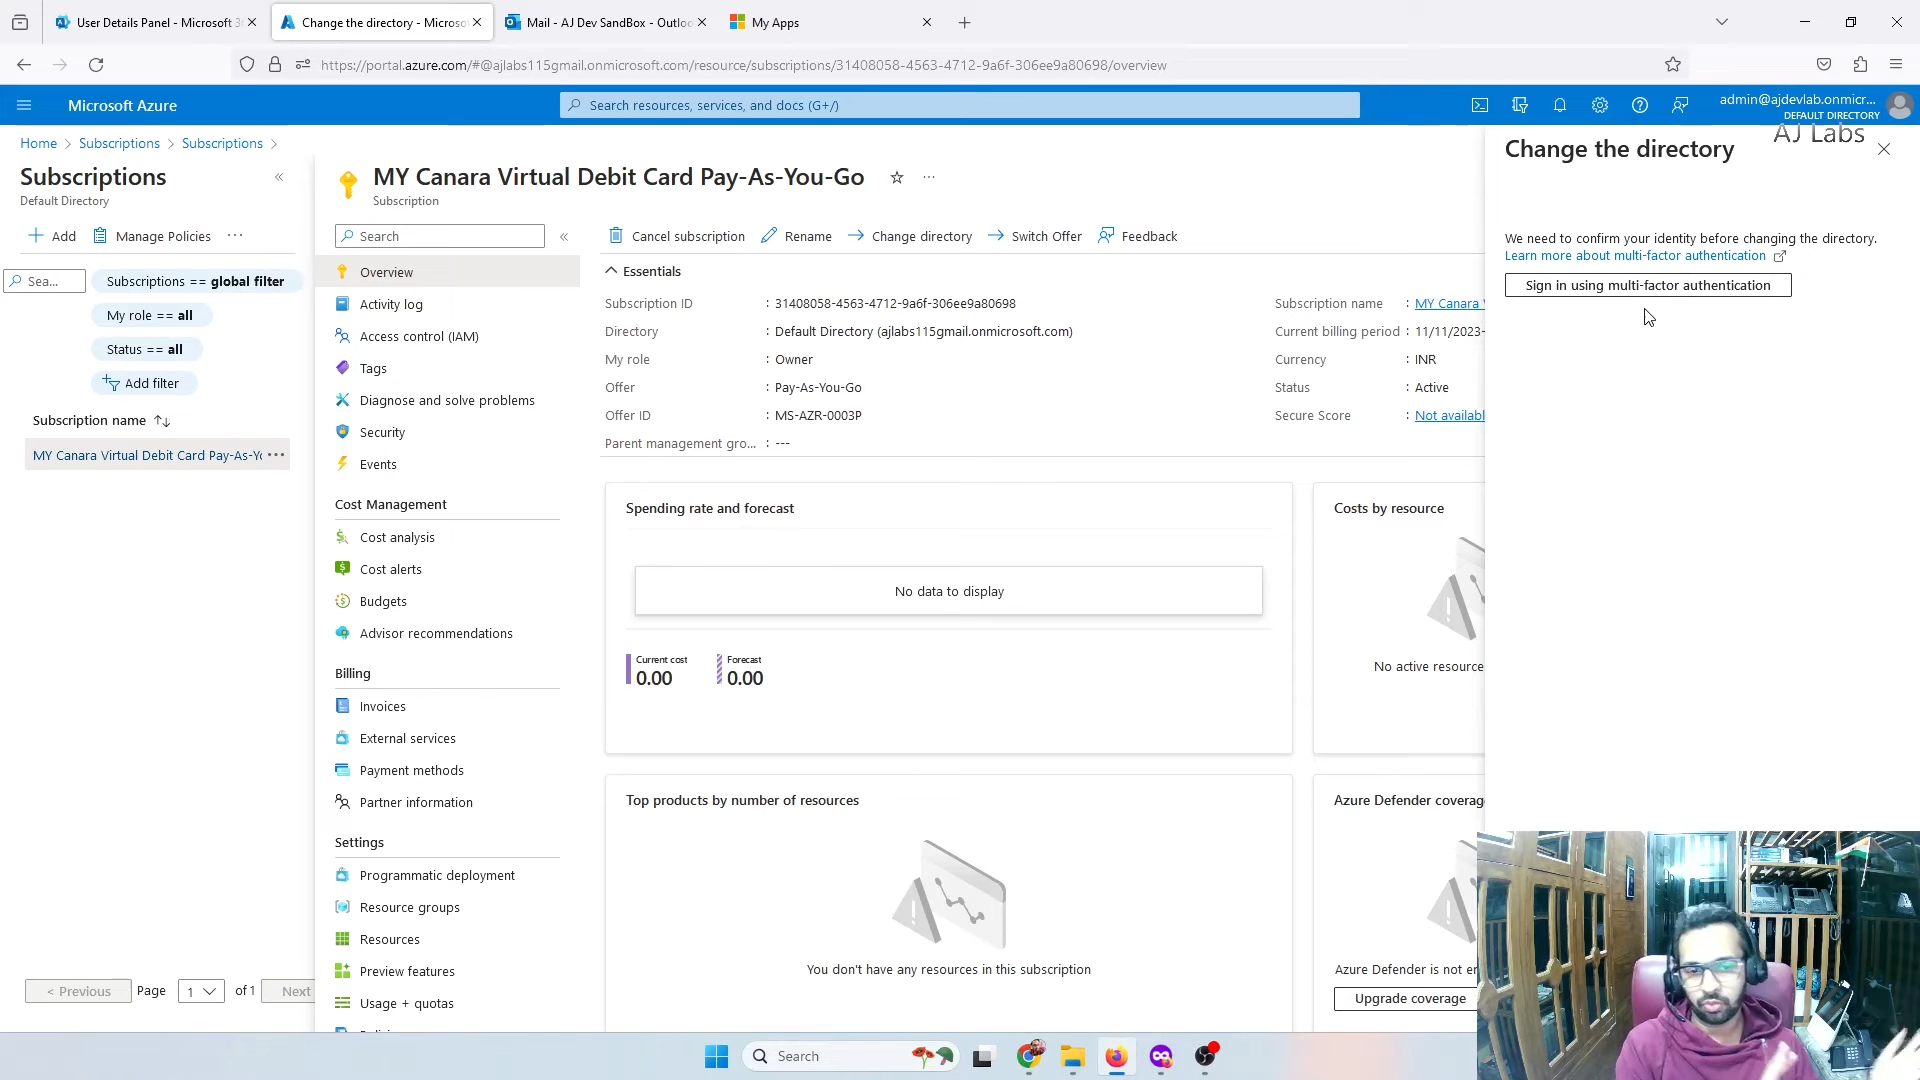 User Details Panel - Microsoft 3
Change the directory - Microso
Mail - AJ Dev SandBox - Outloo
My Apps
https://portal.azure.com/#@ajlabs115gmail.onmicrosoft.com/resource/subscriptions/31408058-4563-4712-9a6f-306ee9a80698/overview
Microsoft Azure
Search resources, services, and docs (G+/)
admin@ajdevlab.onmicr...
DEFAULT DIRECTORY
AJ Labs
Home > Subscriptions > Subscriptions >
Subscriptions
Default Directory
Add
Manage Policies
...
Sea...
Subscriptions == global filter
My role == all
Status == all
Add filter
Subscription name
MY Canara Virtual Debit Card Pay-As-Yo ...
< Previous
Page
1
of 1
Next
MY Canara Virtual Debit Card Pay-As-You-Go
...
Subscription
Search
Overview
Activity log
Access control (IAM)
Tags
Diagnose and solve problems
Security
Events
Cost Management
Cost analysis
Cost alerts
Budgets
Advisor recommendations
Billing
Invoices
External services
Payment methods
Partner information
Settings
Programmatic deployment
Resource groups
Resources
Preview features
Usage + quotas
Cancel subscription
Rename
Change directory
Switch Offer
Feedback
Essentials
Subscription ID : 31408058-4563-4712-9a6f-306ee9a80698
Directory : Default Directory (ajlabs115gmail.onmicrosoft.com)
My role : Owner
Offer : Pay-As-You-Go
Offer ID : MS-AZR-0003P
Parent management gro... : ---
Subscription name : MY Canara
Current billing period : 11/11/2023-
Currency : INR
Status : Active
Secure Score : Not availabl
Spending rate and forecast
No data to display
Current cost
0.00
Forecast
0.00
Costs by resource
No active resource
Top products by number of resources
You don't have any resources in this subscription
Azure Defender coverag
Azure Defender is not en
Upgrade coverage
Change the directory
We need to confirm your identity before changing the directory.
Learn more about multi-factor authentication
Sign in using multi-factor authentication
Search